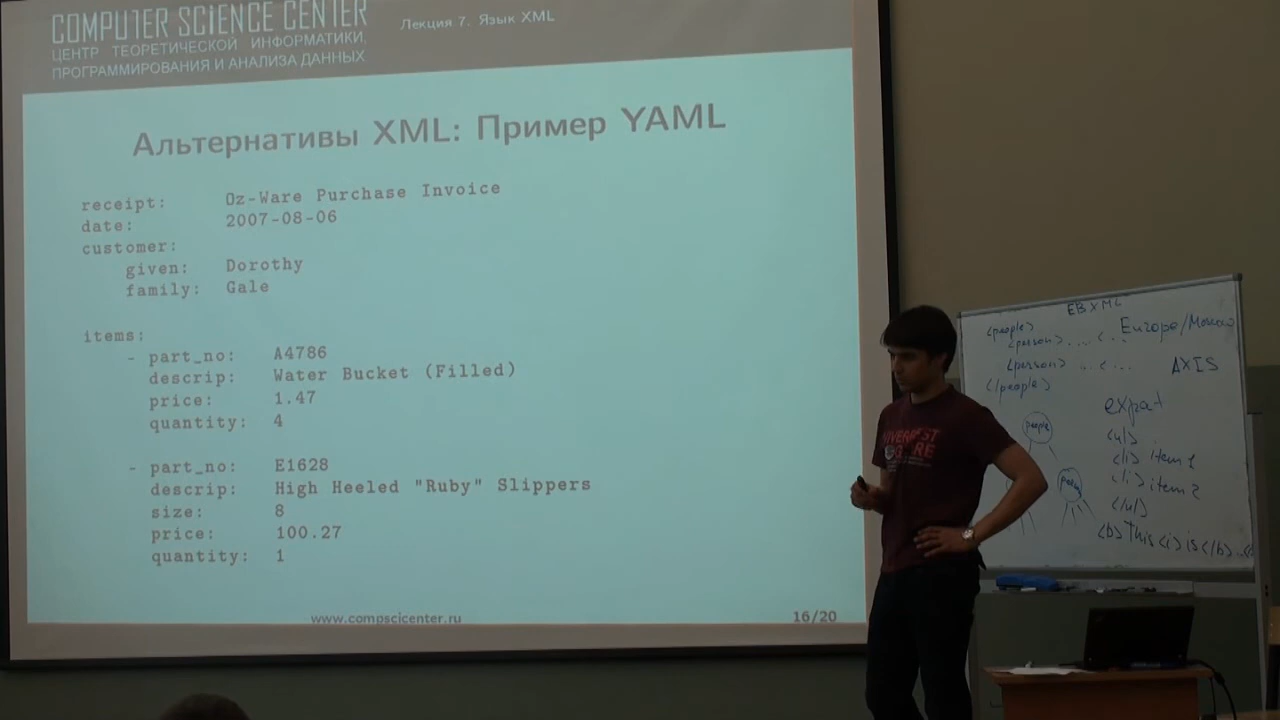 COMPUTER SCIENCE CENTER
ЦЕНТР ТЕОРЕТИЧЕСКОЙ ИНФОРМАТИКИ,
ПРОГРАММИРОВАНИЯ И АНАЛИЗА ДАННЫХ
Лекция 7. Язык XML
Альтернативы XML: Пример YAML
receipt: Oz-Ware Purchase Invoice
date: 2007-08-06
customer:
given: Dorothy
family: Gale
items:
- part_no: A4786
descrip: Water Bucket (Filled)
price: 1.47
quantity: 4
- part_no: E1628
descrip: High Heeled "Ruby" Slippers
size: 8
price: 100.27
quantity: 1
www.compscicenter.ru
16/20
EBXML
<people>
<person> .... <...
<person> ... <...
</people>
Europe/Moscow
AXIS
people
expat
<ul>
<li> item 1
<li> item 2
</ul>
<b>This <i> is </b>